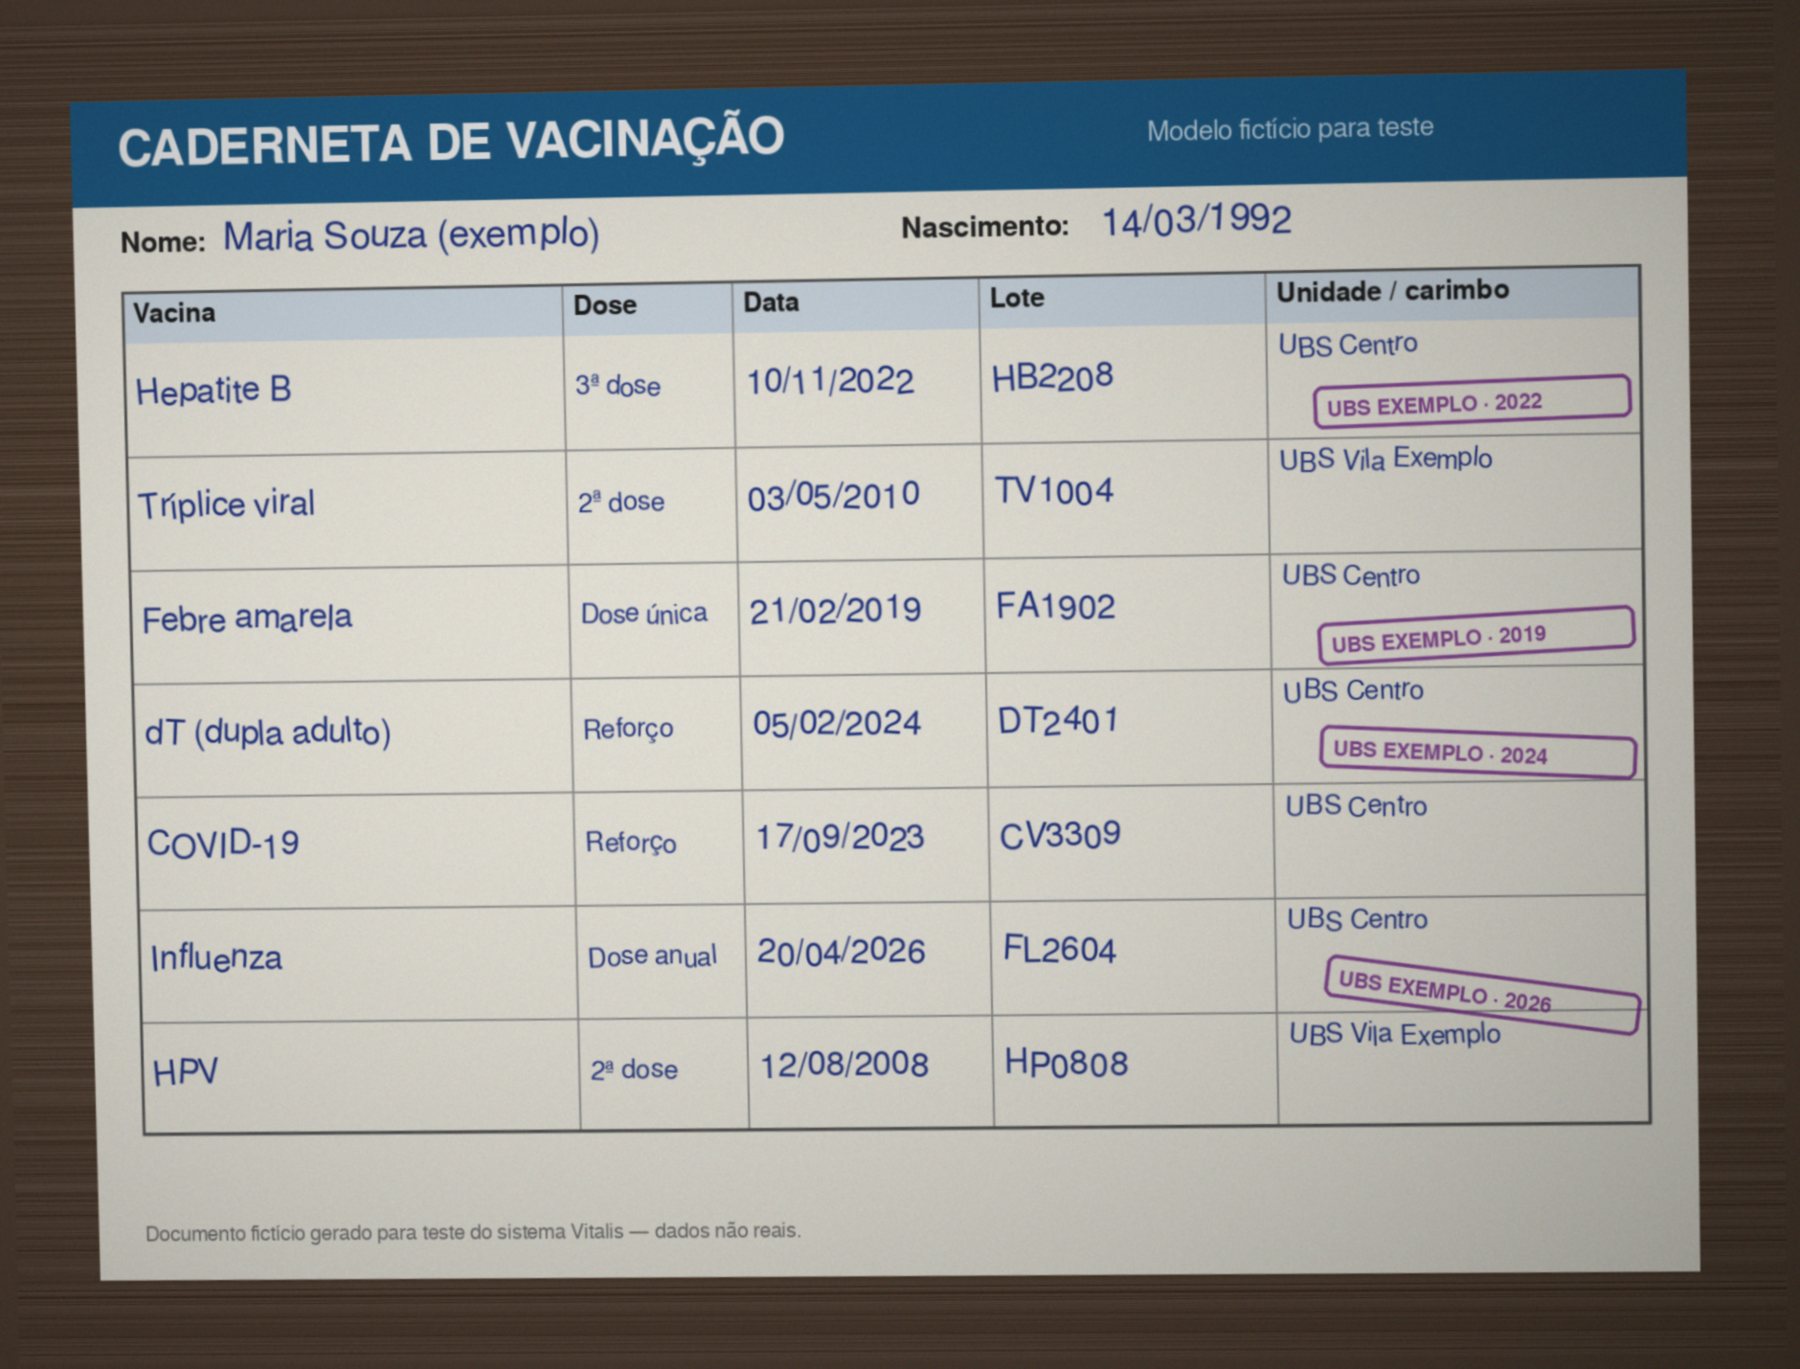 CADERNETA DE VACINAÇÃO
Modelo fictício para teste
Nome: Maria Souza (exemplo) Nascimento: 14/03/1992
Vacina Dose Data Lote Unidade / carimbo
Hepatite B 3ª dose 10/11/2022 HB2208 UBS Centro
UBS EXEMPLO · 2022
Tríplice viral 2ª dose 03/05/2010 TV1004 UBS Vila Exemplo
Febre amarela Dose única 21/02/2019 FA1902 UBS Centro
UBS EXEMPLO · 2019
dT (dupla adulto) Reforço 05/02/2024 DT2401 UBS Centro
UBS EXEMPLO · 2024
COVID-19 Reforço 17/09/2023 CV3309 UBS Centro
Influenza Dose anual 20/04/2026 FL2604 UBS Centro
UBS EXEMPLO · 2026
HPV 2ª dose 12/08/2008 HP0808 UBS Vila Exemplo
Documento fictício gerado para teste do sistema Vitalis — dados não reais.